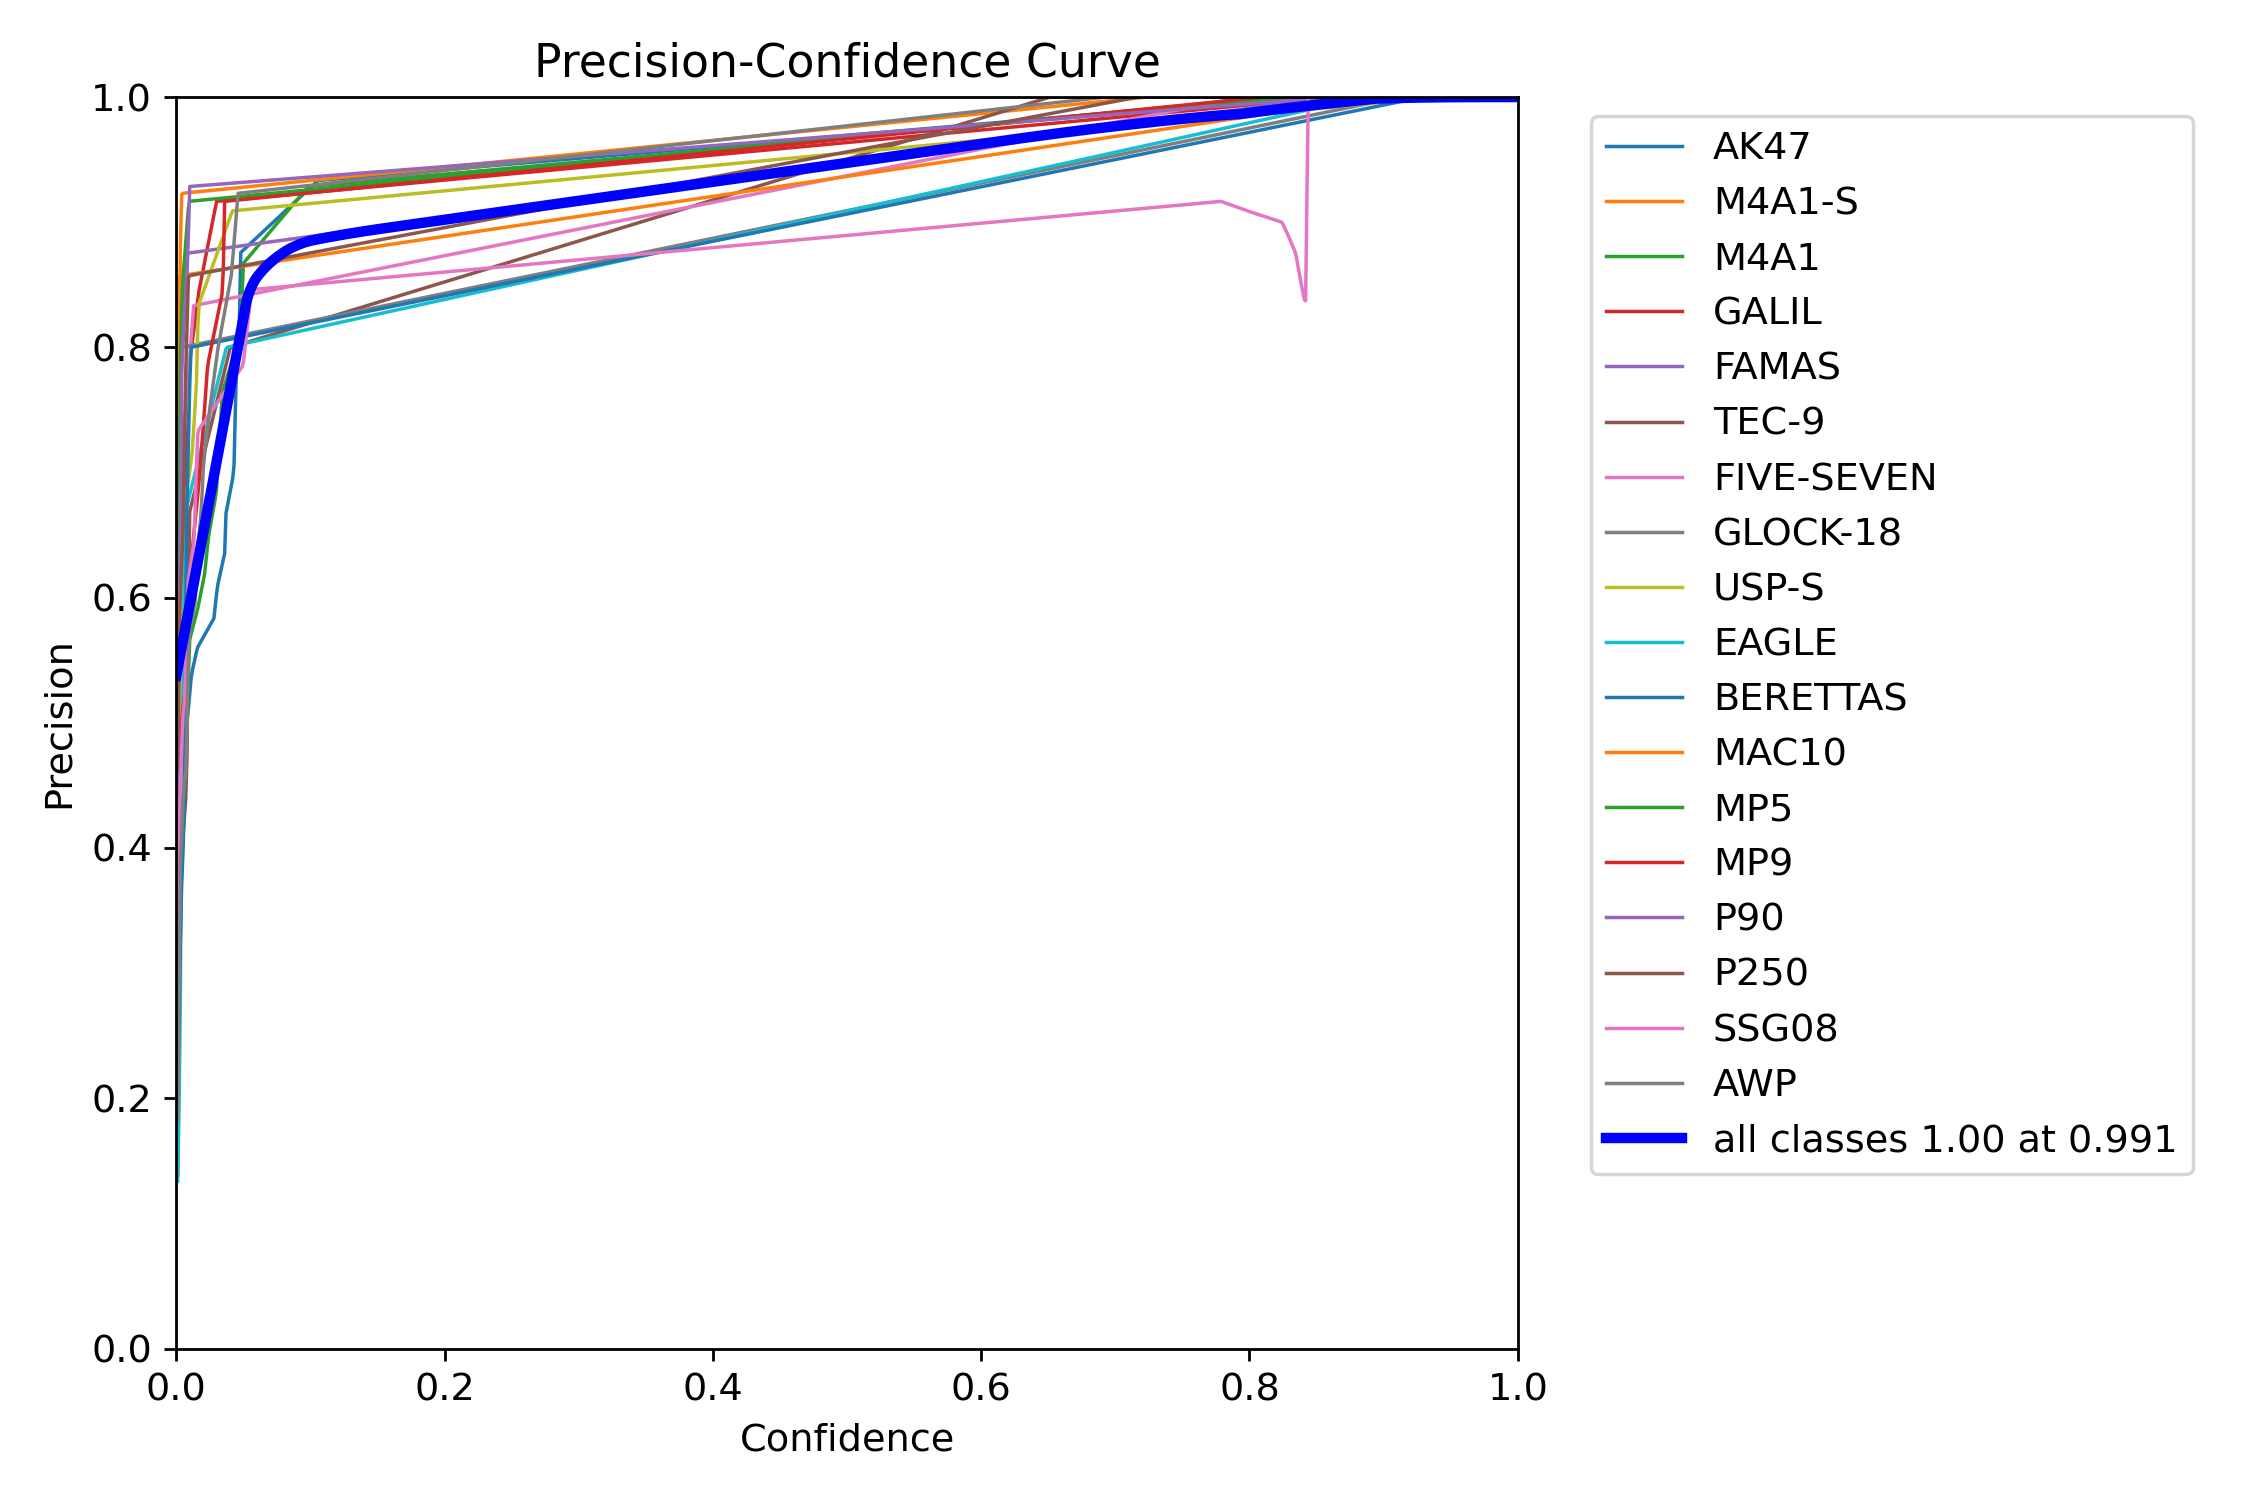 Precision-Confidence Curve
1.0
0.8
0.6
0.4
0.2
0.0
Precision
0.0 0.2 0.4 0.6 0.8 1.0
Confidence
AK47
M4A1-S
M4A1
GALIL
FAMAS
TEC-9
FIVE-SEVEN
GLOCK-18
USP-S
EAGLE
BERETTAS
MAC10
MP5
MP9
P90
P250
SSG08
AWP
all classes 1.00 at 0.991